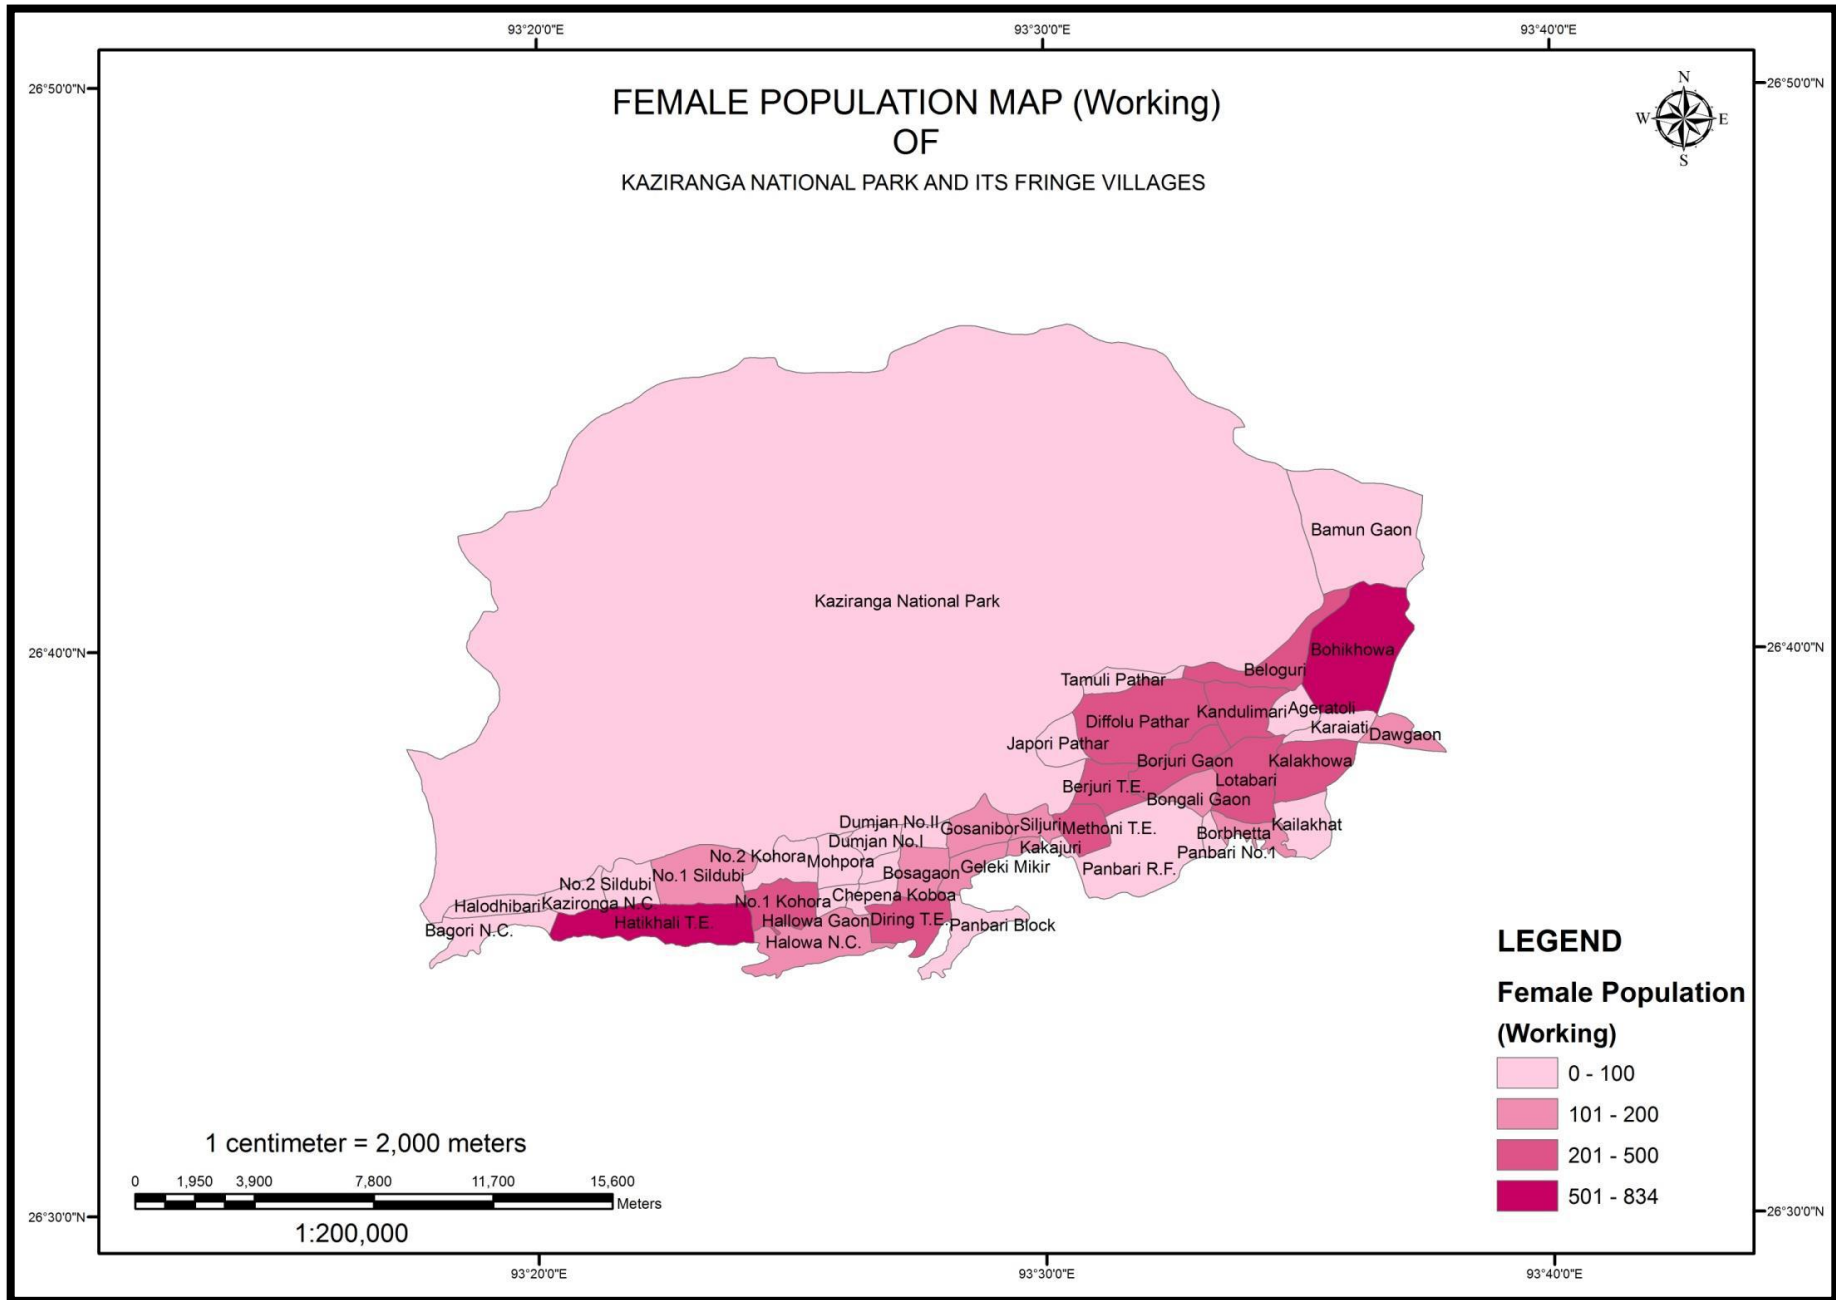 93°20'0"E
93°30'0"E
93°40'0"E
26°50'0"N
26°50'0"N
FEMALE POPULATION MAP (Working)
OF
KAZIRANGA NATIONAL PARK AND ITS FRINGE VILLAGES
N
W
E
S
Bamun Gaon
Kaziranga National Park
26°40'0"N
26°40'0"N
Bohikhowa
Beloguri
Tamuli Pathar
Ageratoli
Kandulimari
Diffolu Pathar
Karaiati
Dawgaon
Japori Pathar
Borjuri Gaon
Kalakhowa
Lotabari
Berjuri T.E.
Bongali Gaon
Dumjan No.II
Gosanibor
Siljuri
Methoni T.E.
Kailakhat
Borbhetta
Dumjan No.I
Kakajuri
Panbari No.1
No.2 Kohora
Mohpora
Geleki Mikir
Panbari R.F.
No.1 Sildubi
Bosagaon
No.2 Sildubi
Chepena Koboa
Halodhibari
Kazironga N.C.
No.1 Kohora
Hatikhali T.E.
Hallowa Gaon
Diring T.E.
Panbari Block
Bagori N.C.
Halowa N.C.
LEGEND
Female Population
(Working)
0 - 100
101 - 200
201 - 500
501 - 834
1 centimeter = 2,000 meters
0 1,950 3,900 7,800 11,700 15,600
Meters
1:200,000
26°30'0"N
26°30'0"N
93°20'0"E
93°30'0"E
93°40'0"E